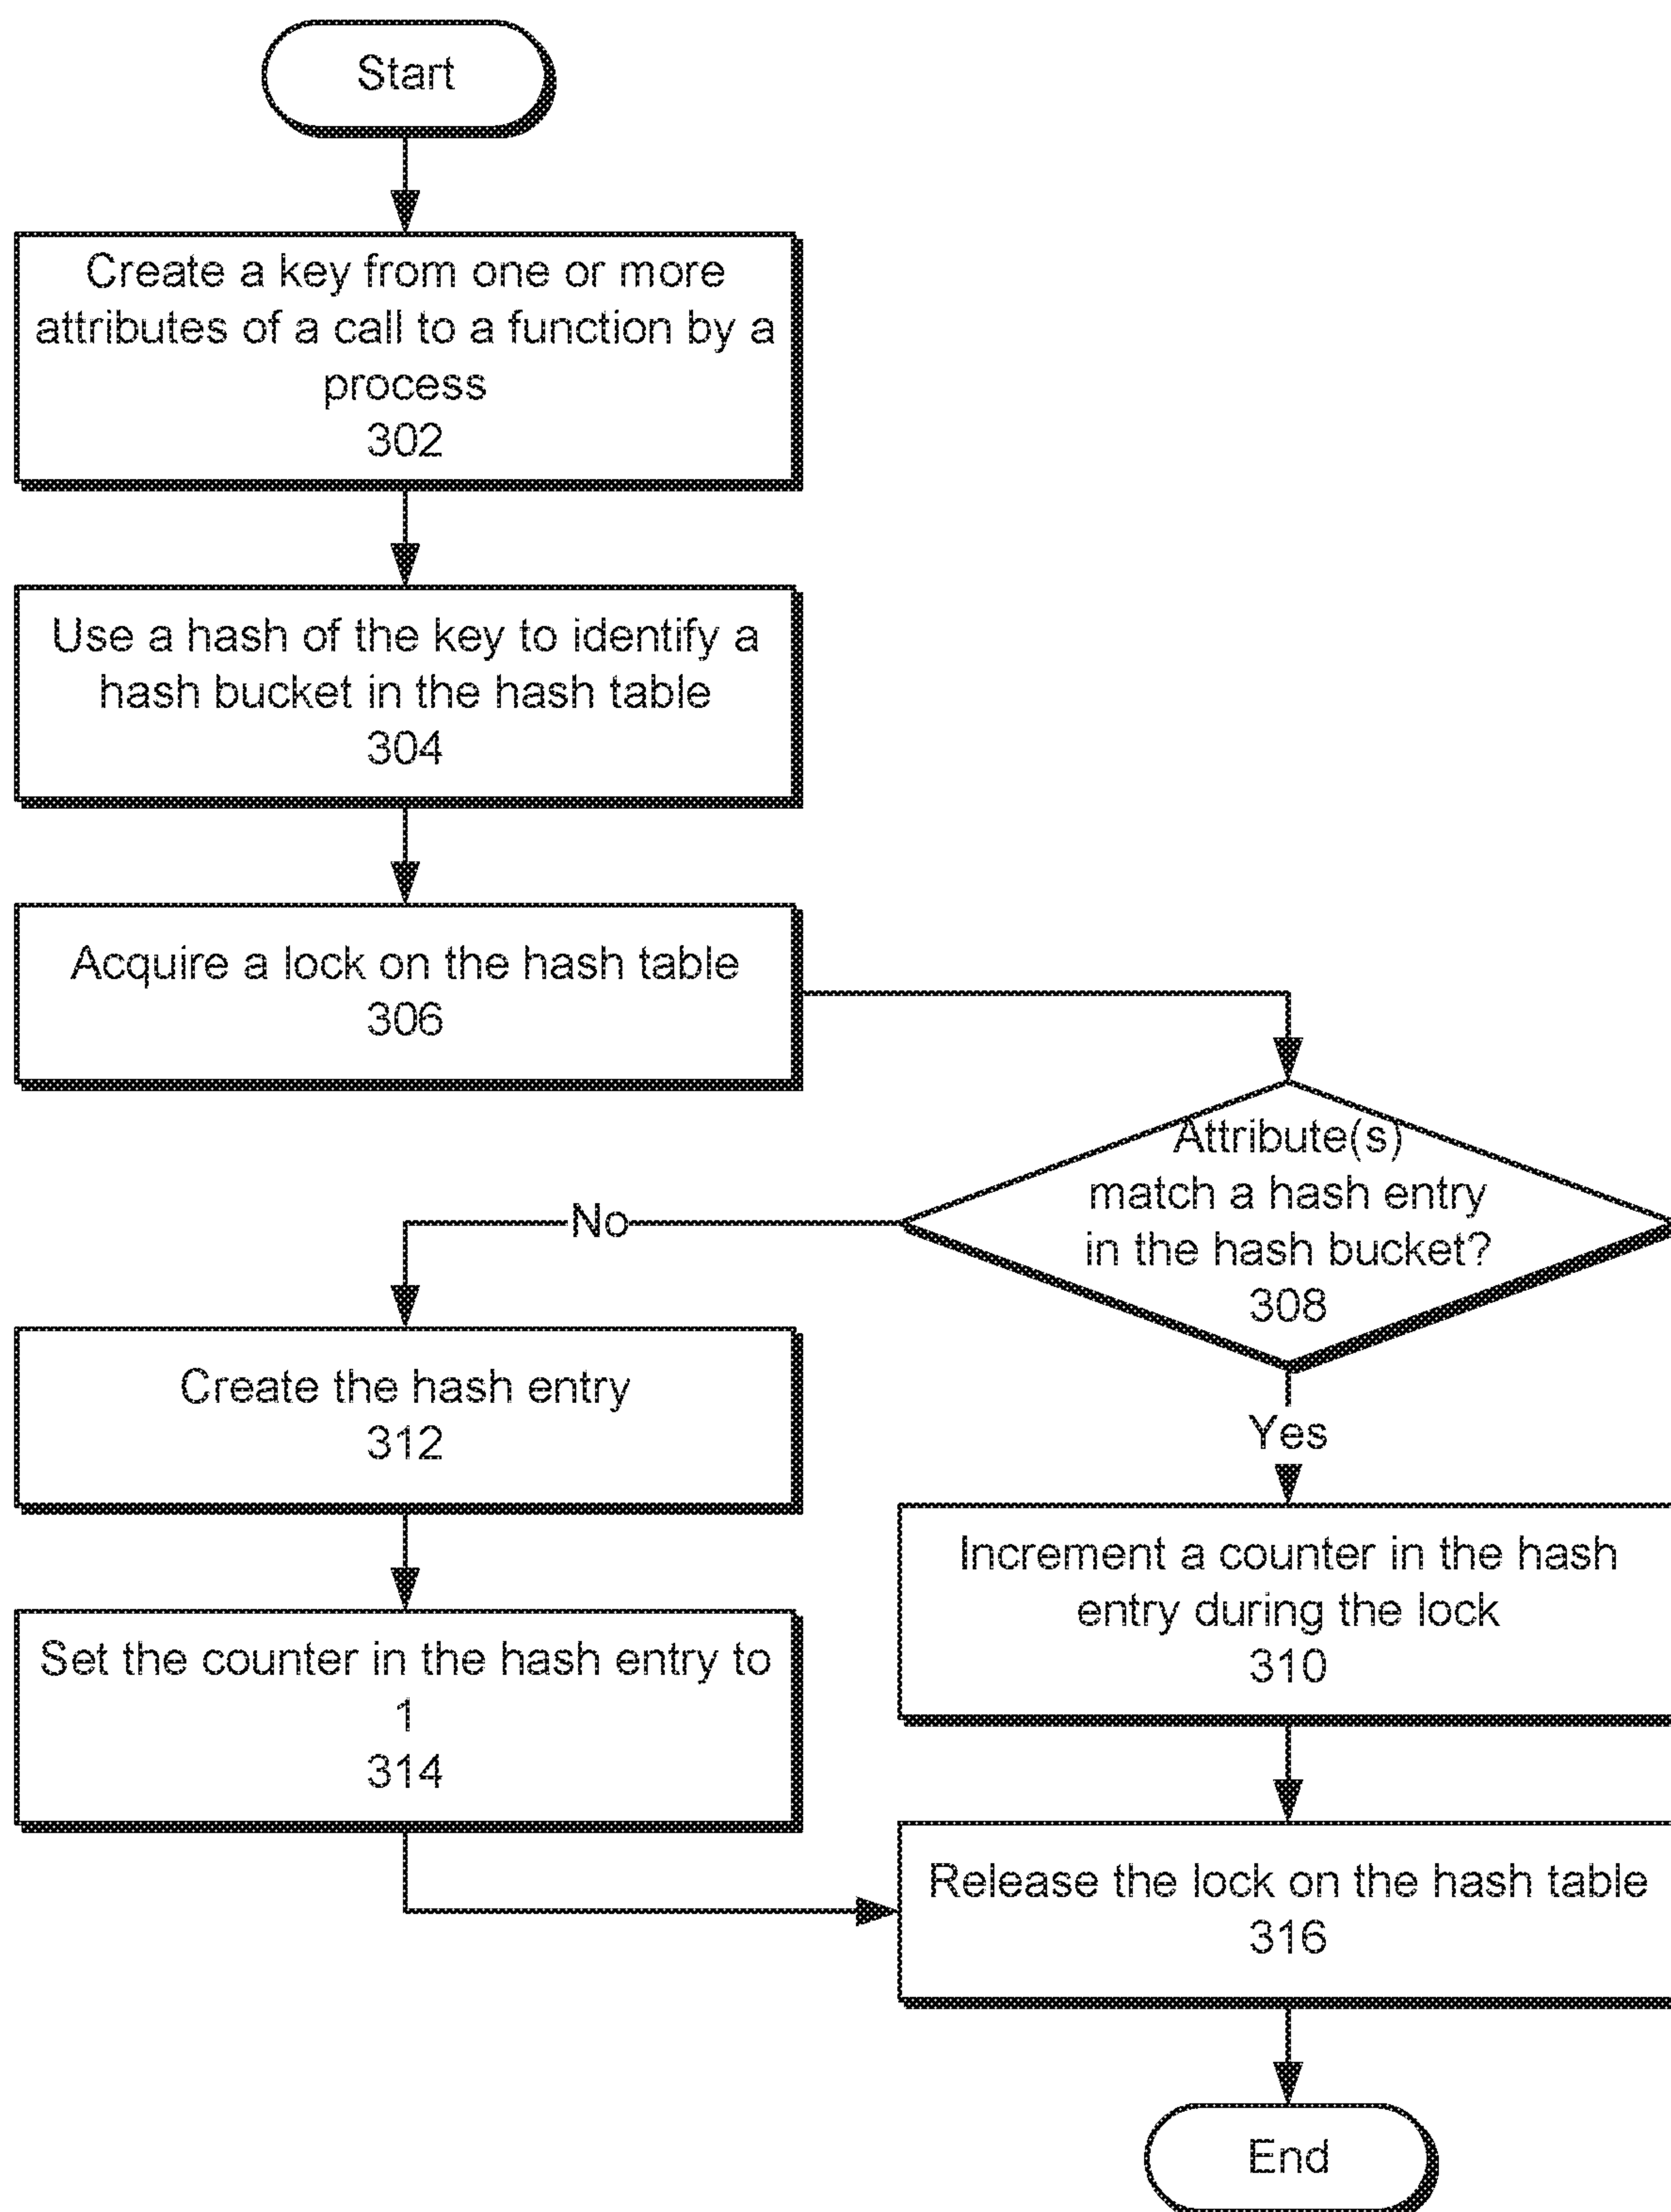 Start
Create a key from one or more
attributes of a call to a function by a
process
302
Use a hash of the key to identify a
hash bucket in the hash table
304
Acquire a lock on the hash table
306
Attribute(s)
match a hash entry
in the hash bucket?
308
No
Yes
Create the hash entry
312
Set the counter in the hash entry to
1
314
Increment a counter in the hash
entry during the lock
310
Release the lock on the hash table
316
End